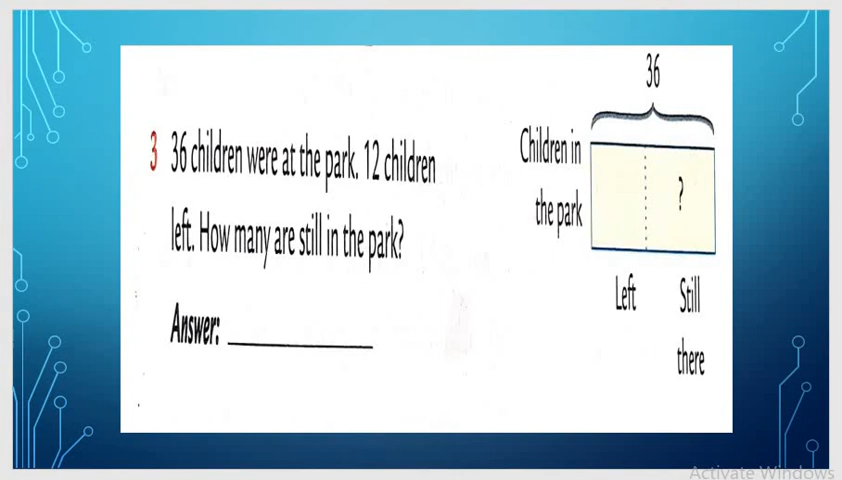 36
3 36 children were at the park. 12 children
left. How many are still in the park?
Answer:
Children in
the park
?
Left
Still
there
Activate Windows